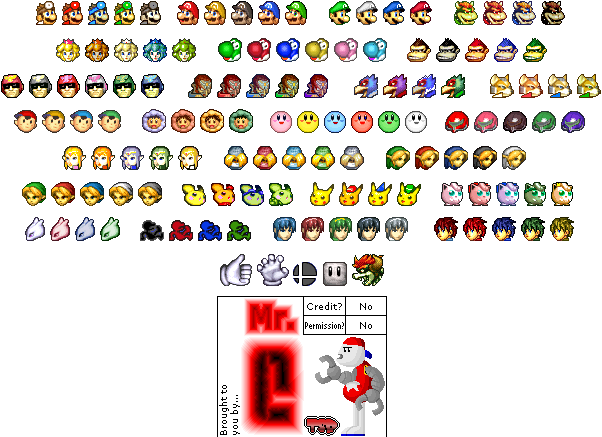 Mr.
C
Credit? No
Permission? No
Brought to
you by...